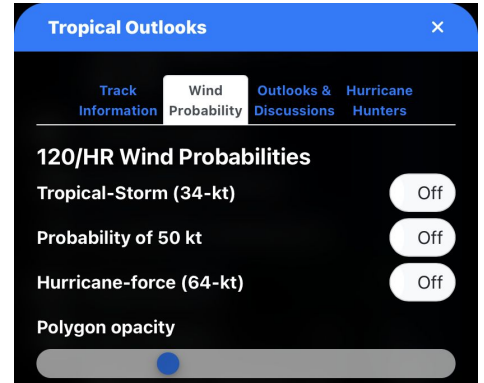 Tropical Outlooks ×
Track Information
Wind Probability
Outlooks & Discussions
Hurricane Hunters
120/HR Wind Probabilities
Tropical-Storm (34-kt) Off
Probability of 50 kt Off
Hurricane-force (64-kt) Off
Polygon opacity